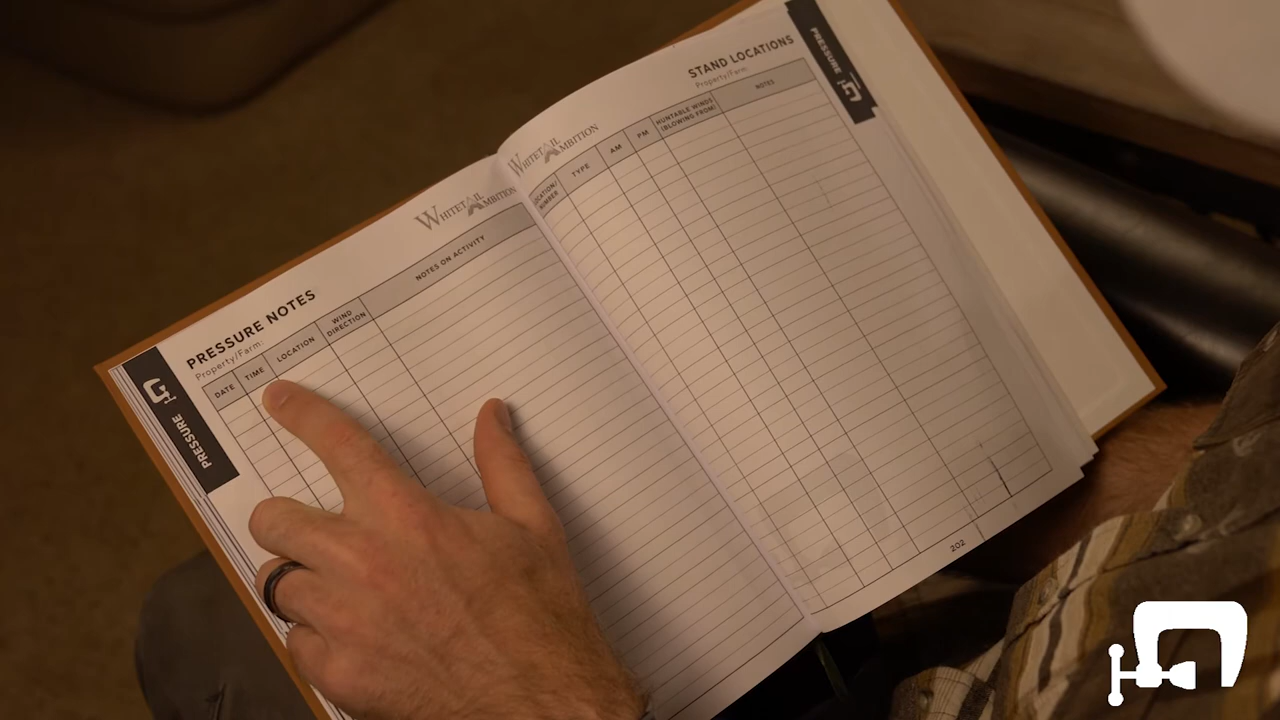 PRESSURE
PRESSURE NOTES
Property/Farm:
WHITETAIL AMBITION
DATE
TIME
LOCATION
WIND
DIRECTION
NOTES ON ACTIVITY
WHITETAIL AMBITION
STAND LOCATIONS
Property/Farm:
LOCATION/
NUMBER
TYPE
AM
PM
HUNTABLE WINDS
(BLOWING FROM)
NOTES
PRESSURE
202